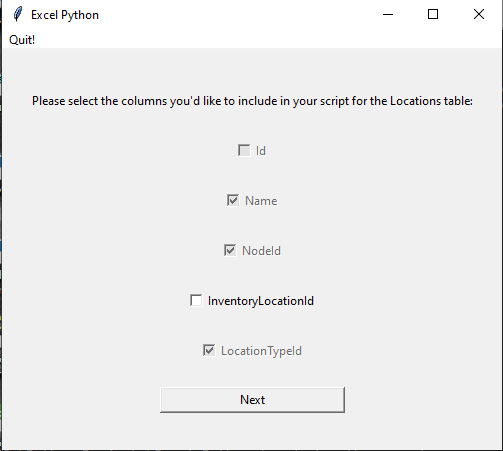 Excel Python
Quit!
Please select the columns you'd like to include in your script for the Locations table:
Id
Name
NodeId
InventoryLocationId
LocationTypeId
Next